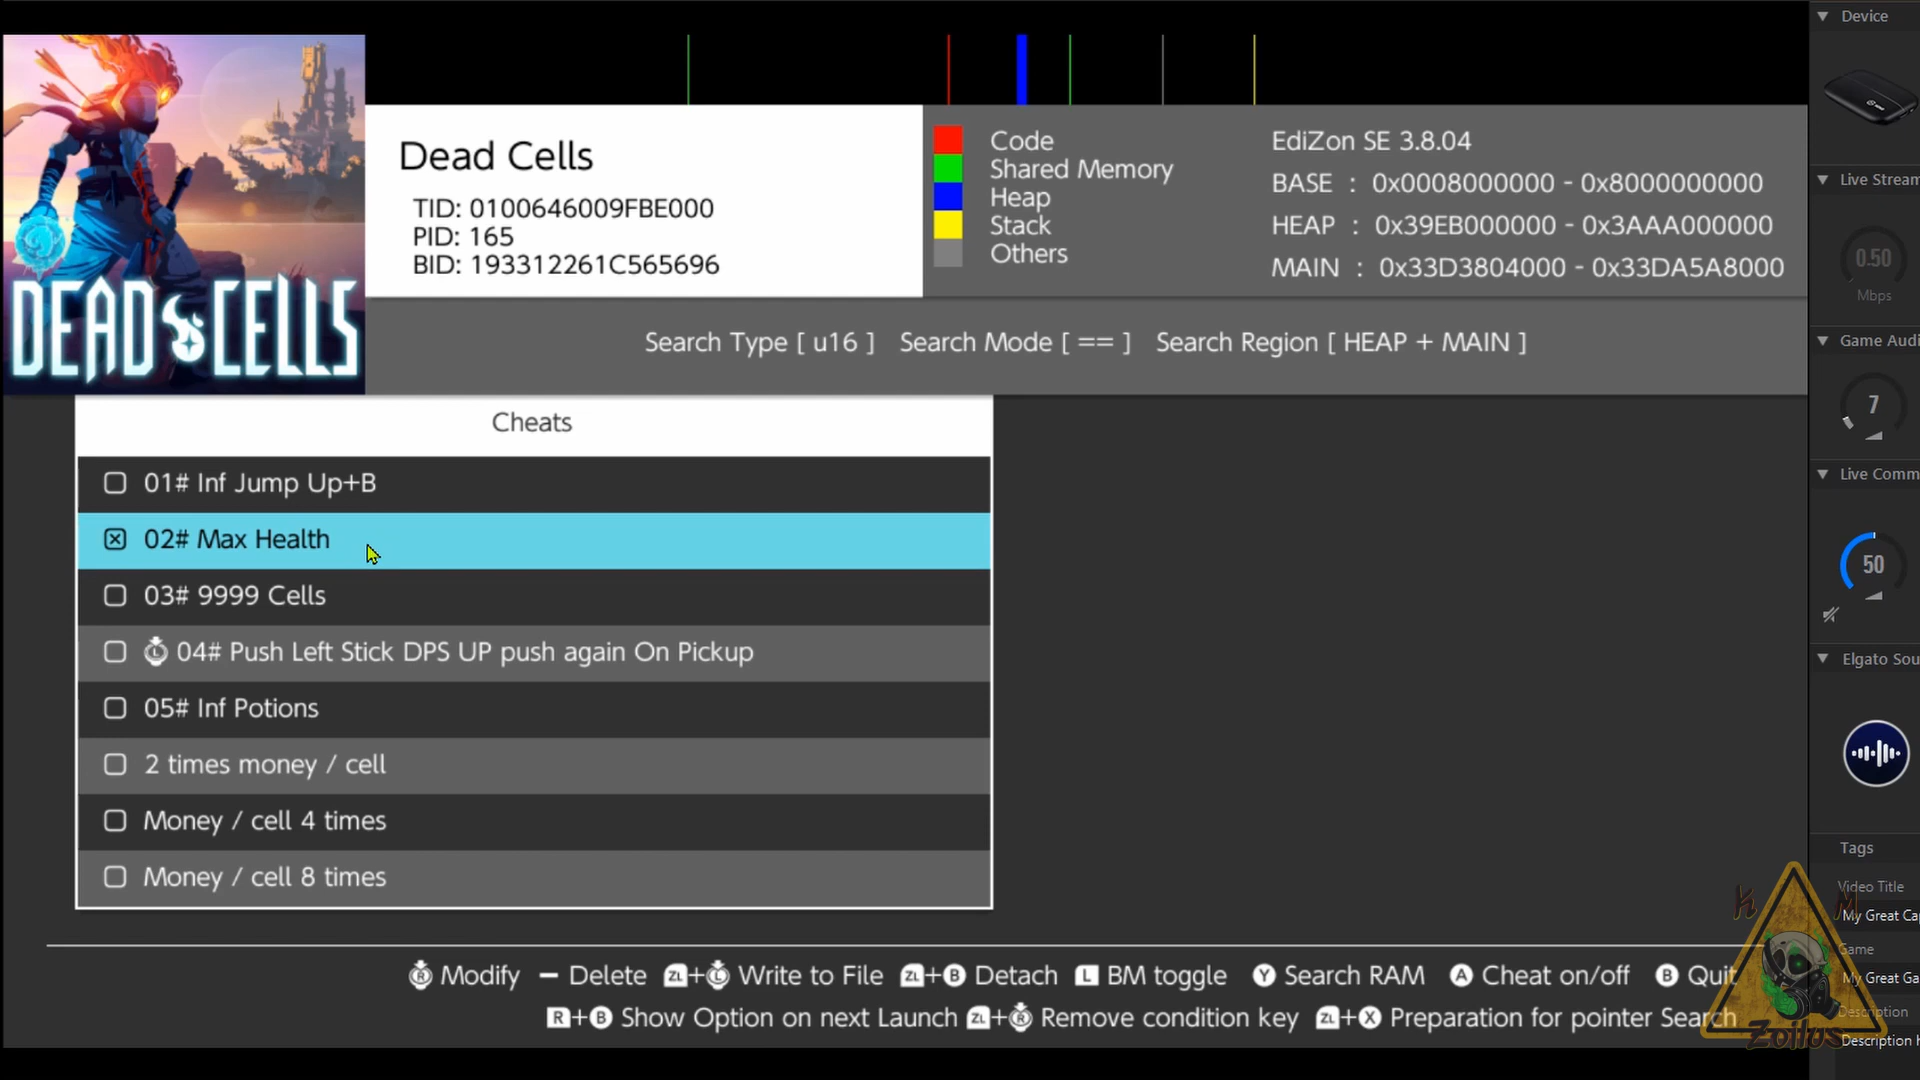 Dead Cells
TID: 0100646009FBE000
PID: 165
BID: 193312261C565696
DEAD CELLS
Code
Shared Memory
Heap
Stack
Others
EdiZon SE 3.8.04
BASE : 0x0008000000 - 0x8000000000
HEAP : 0x39EB000000 - 0x3AAA000000
MAIN : 0x33D3804000 - 0x33DA5A8000
Search Type [ u16 ] Search Mode [ == ] Search Region [ HEAP + MAIN ]
Cheats
01# Inf Jump Up+B
02# Max Health
03# 9999 Cells
L 04# Push Left Stick DPS UP push again On Pickup
05# Inf Potions
2 times money / cell
Money / cell 4 times
Money / cell 8 times
R Modify − Delete ZL+L Write to File ZL+B Detach L BM toggle Y Search RAM A Cheat on/off B Quit
R+B Show Option on next Launch ZL+R Remove condition key ZL+X Preparation for pointer Search
Device
Live Stream
0.50
Mbps
Game Audi
7
Live Comm
50
Elgato Sou
Tags
Video Title
My Great Ca
Game
My Great Ga
Description
Description h
K M
Zoilus